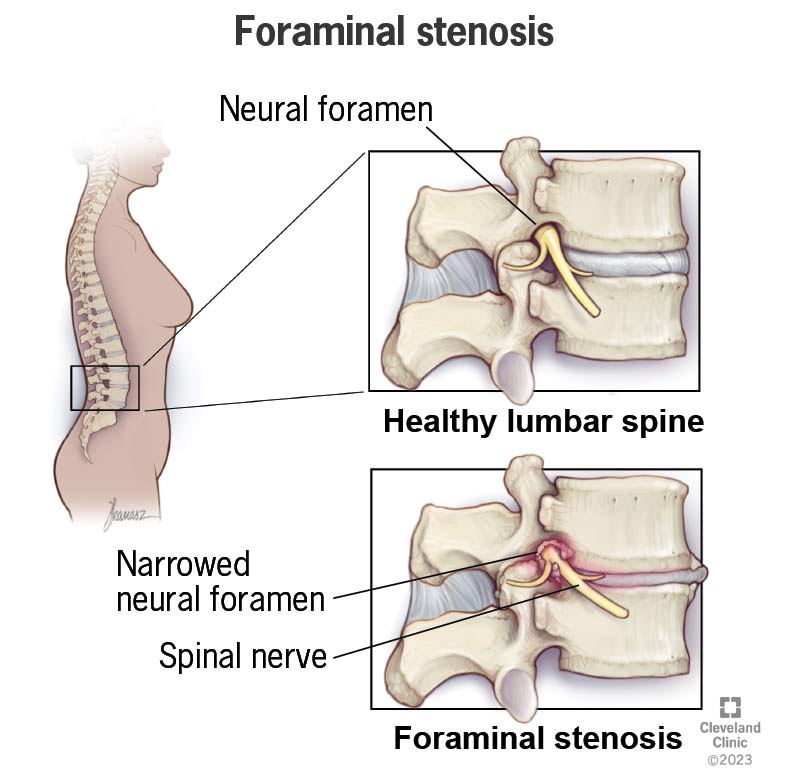 Foraminal stenosis
Neural foramen
Healthy lumbar spine
Narrowed
neural foramen
Spinal nerve
Foraminal stenosis
Cleveland
Clinic
©2023